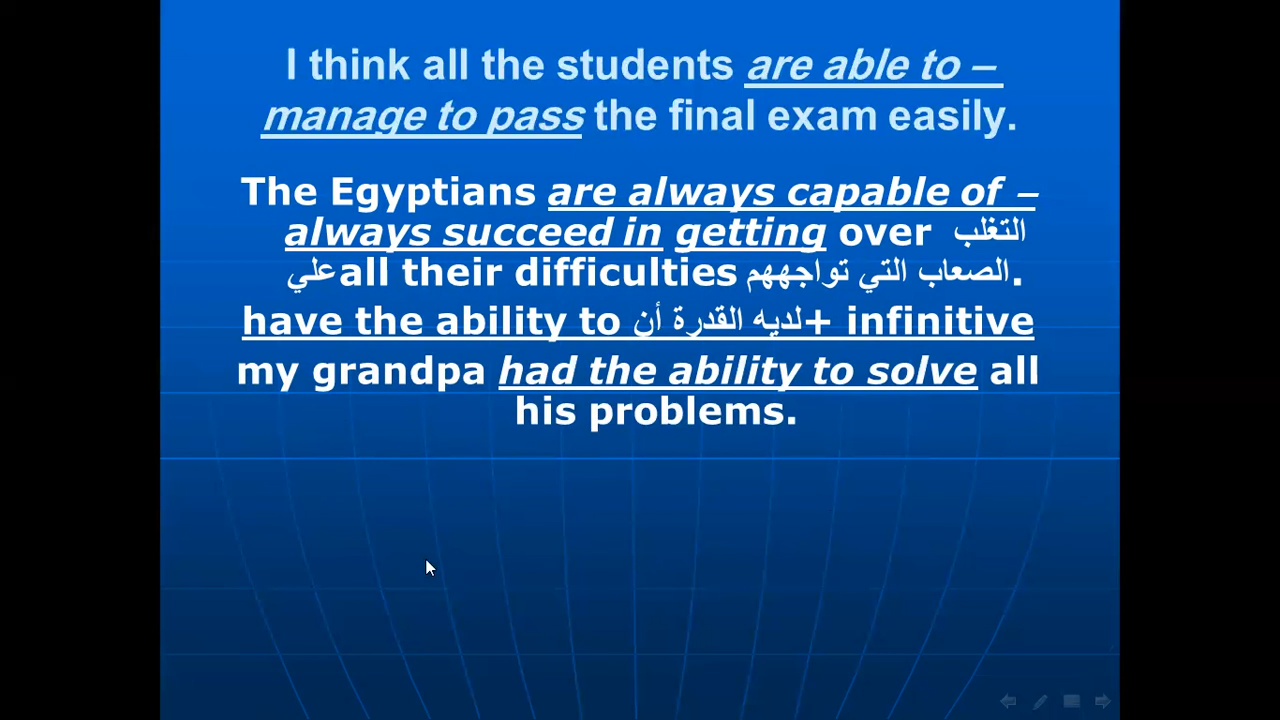 I think all the students are able to –
manage to pass the final exam easily.
The Egyptians are always capable of –
always succeed in getting over التغلب
علي all their difficulties الصعاب التي تواجههم.
have the ability to لديه القدرة أن + infinitive
my grandpa had the ability to solve all
his problems.